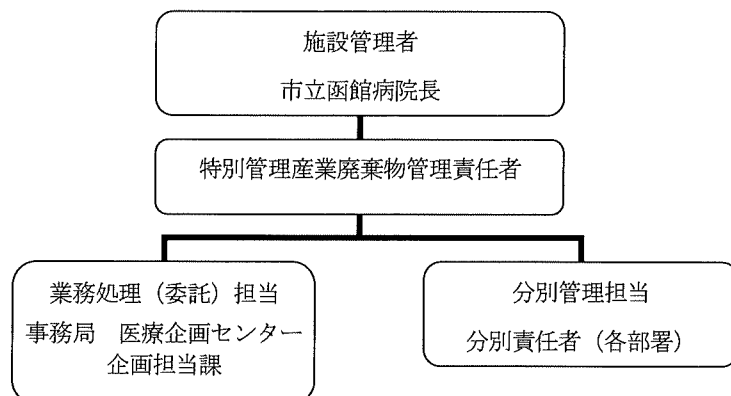 施設管理者
市立函館病院長
特別管理産業廃棄物管理責任者
業務処理（委託）担当
事務局　医療企画センター
企画担当課
分別管理担当
分別責任者（各部署）